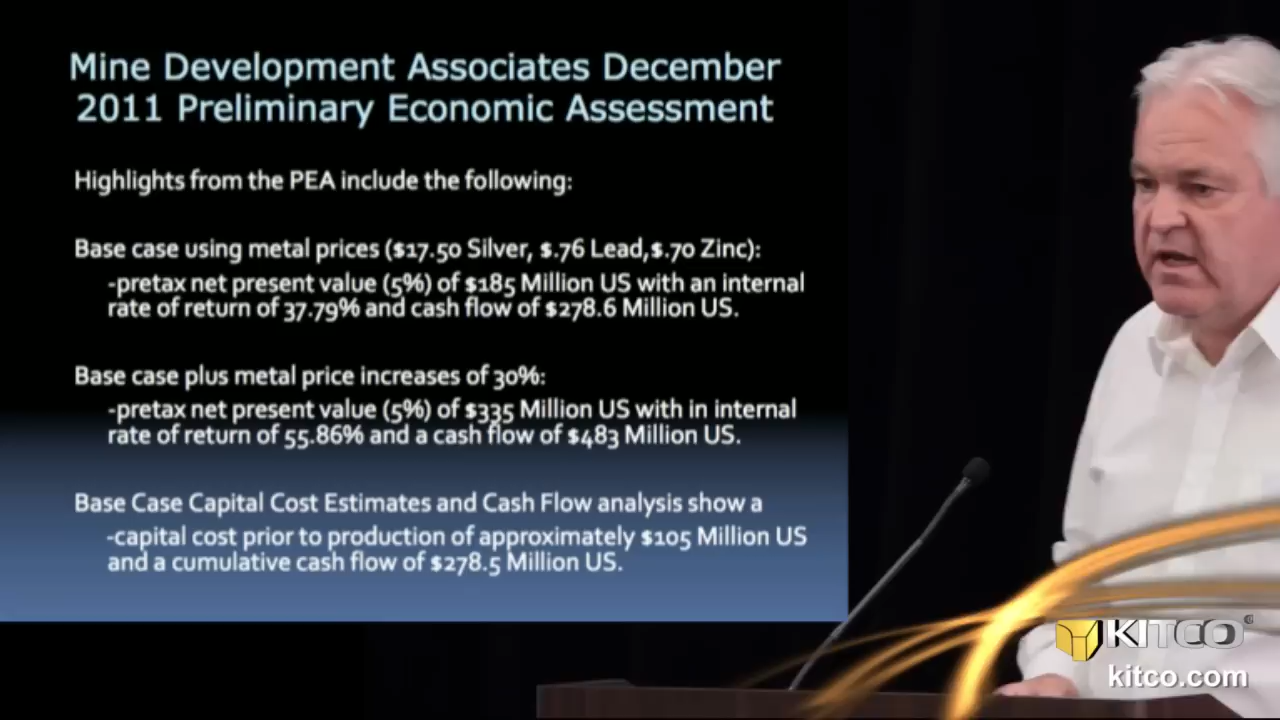 Mine Development Associates December
2011 Preliminary Economic Assessment
Highlights from the PEA include the following:
Base case using metal prices ($17.50 Silver, $.76 Lead,$.70 Zinc):
-pretax net present value (5%) of $185 Million US with an internal
rate of return of 37.79% and cash flow of $278.6 Million US.
Base case plus metal price increases of 30%:
-pretax net present value (5%) of $335 Million US with in internal
rate of return of 55.86% and a cash flow of $483 Million US.
Base Case Capital Cost Estimates and Cash Flow analysis show a
-capital cost prior to production of approximately $105 Million US
and a cumulative cash flow of $278.5 Million US.
KITCO®
kitco.com